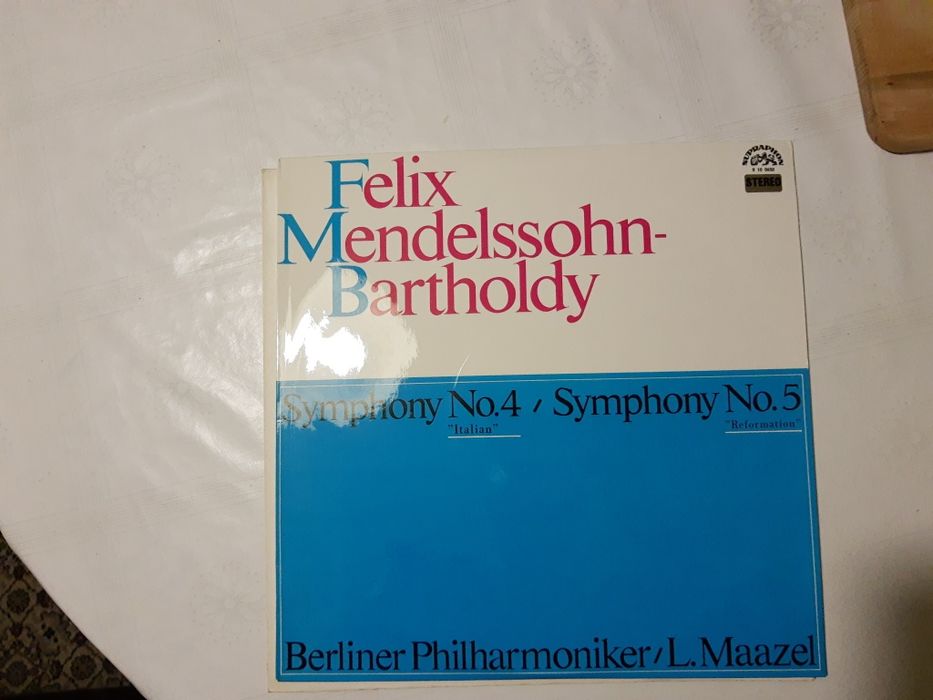 SUPRAPHON
STEREO
Felix
Mendelssohn-
Bartholdy
Symphony No.4 / Symphony No.5
"Italian" "Reformation"
Berliner Philharmoniker / L. Maazel